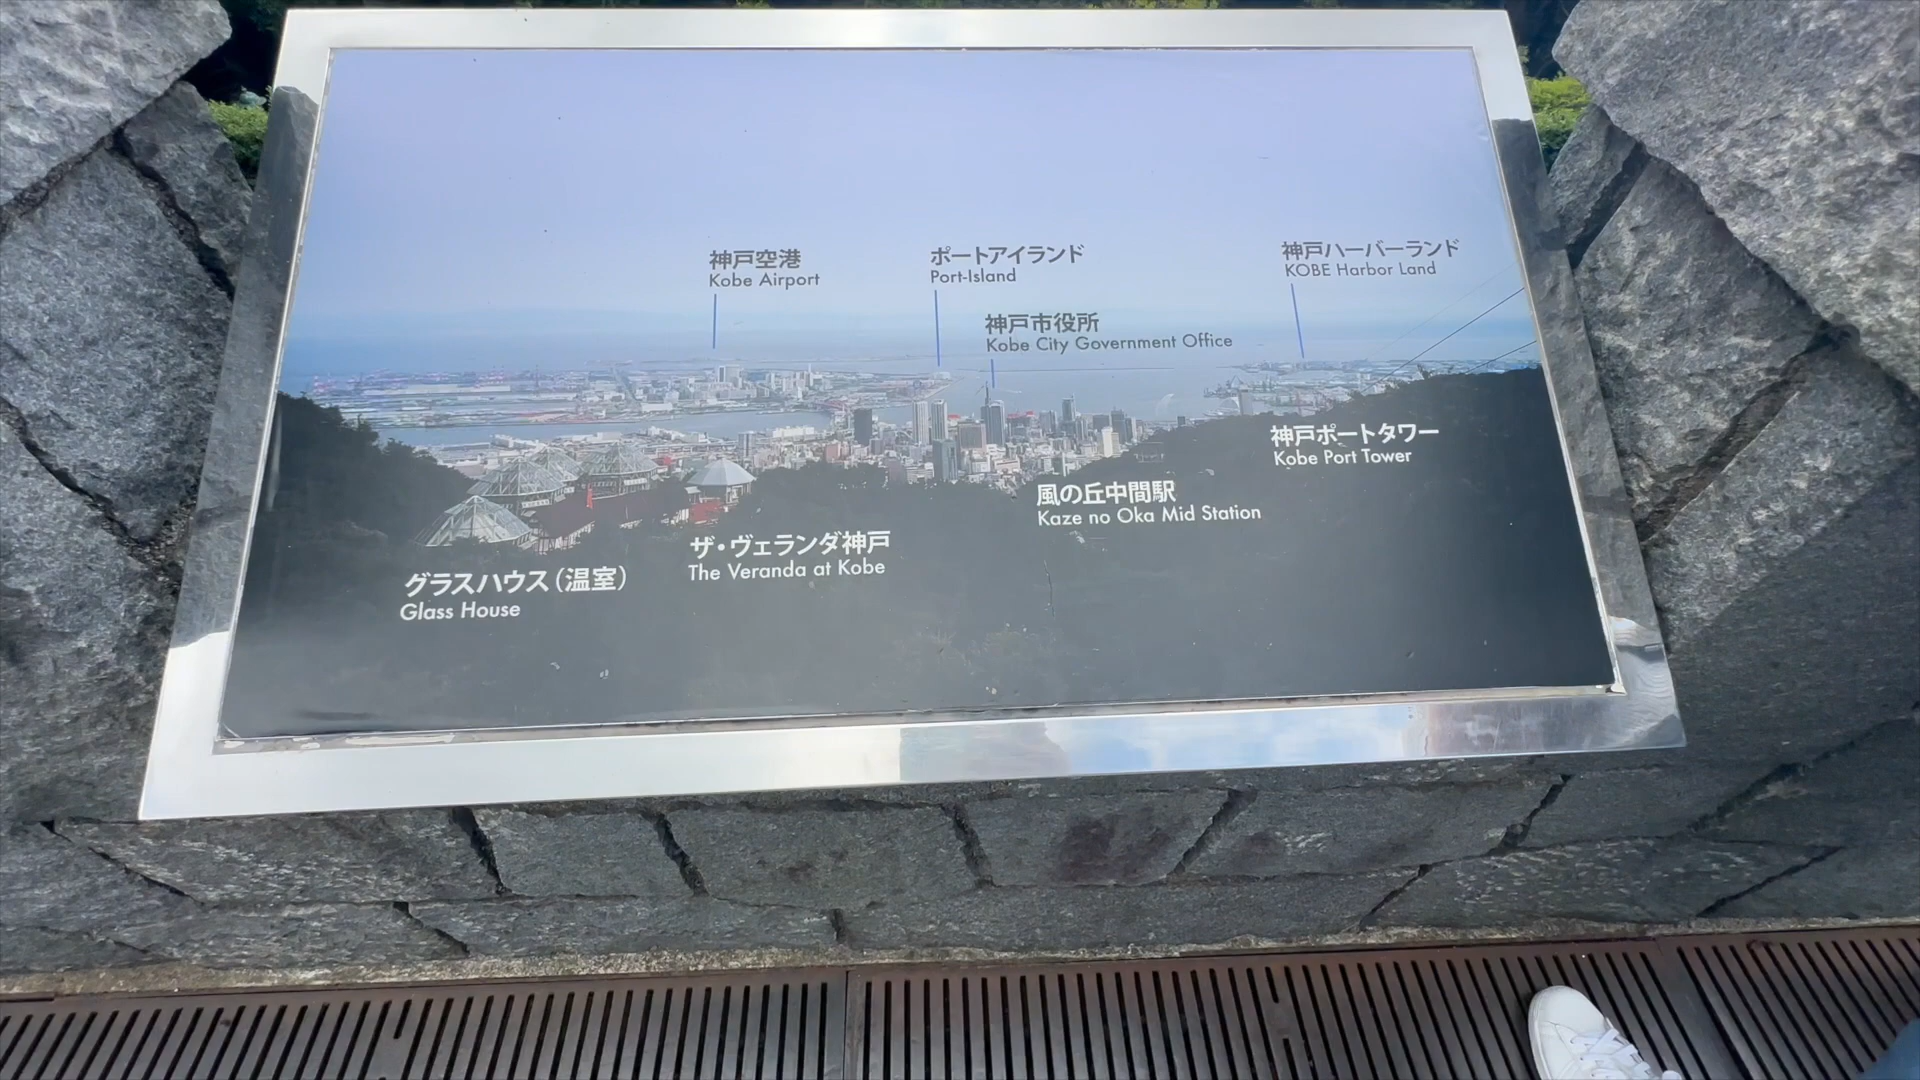 神戸空港
Kobe Airport
ポートアイランド
Port-Island
神戸ハーバーランド
KOBE Harbor Land
神戸市役所
Kobe City Government Office
神戸ポートタワー
Kobe Port Tower
風の丘中間駅
Kaze no Oka Mid Station
ザ・ヴェランダ神戸
The Veranda at Kobe
グラスハウス（温室）
Glass House